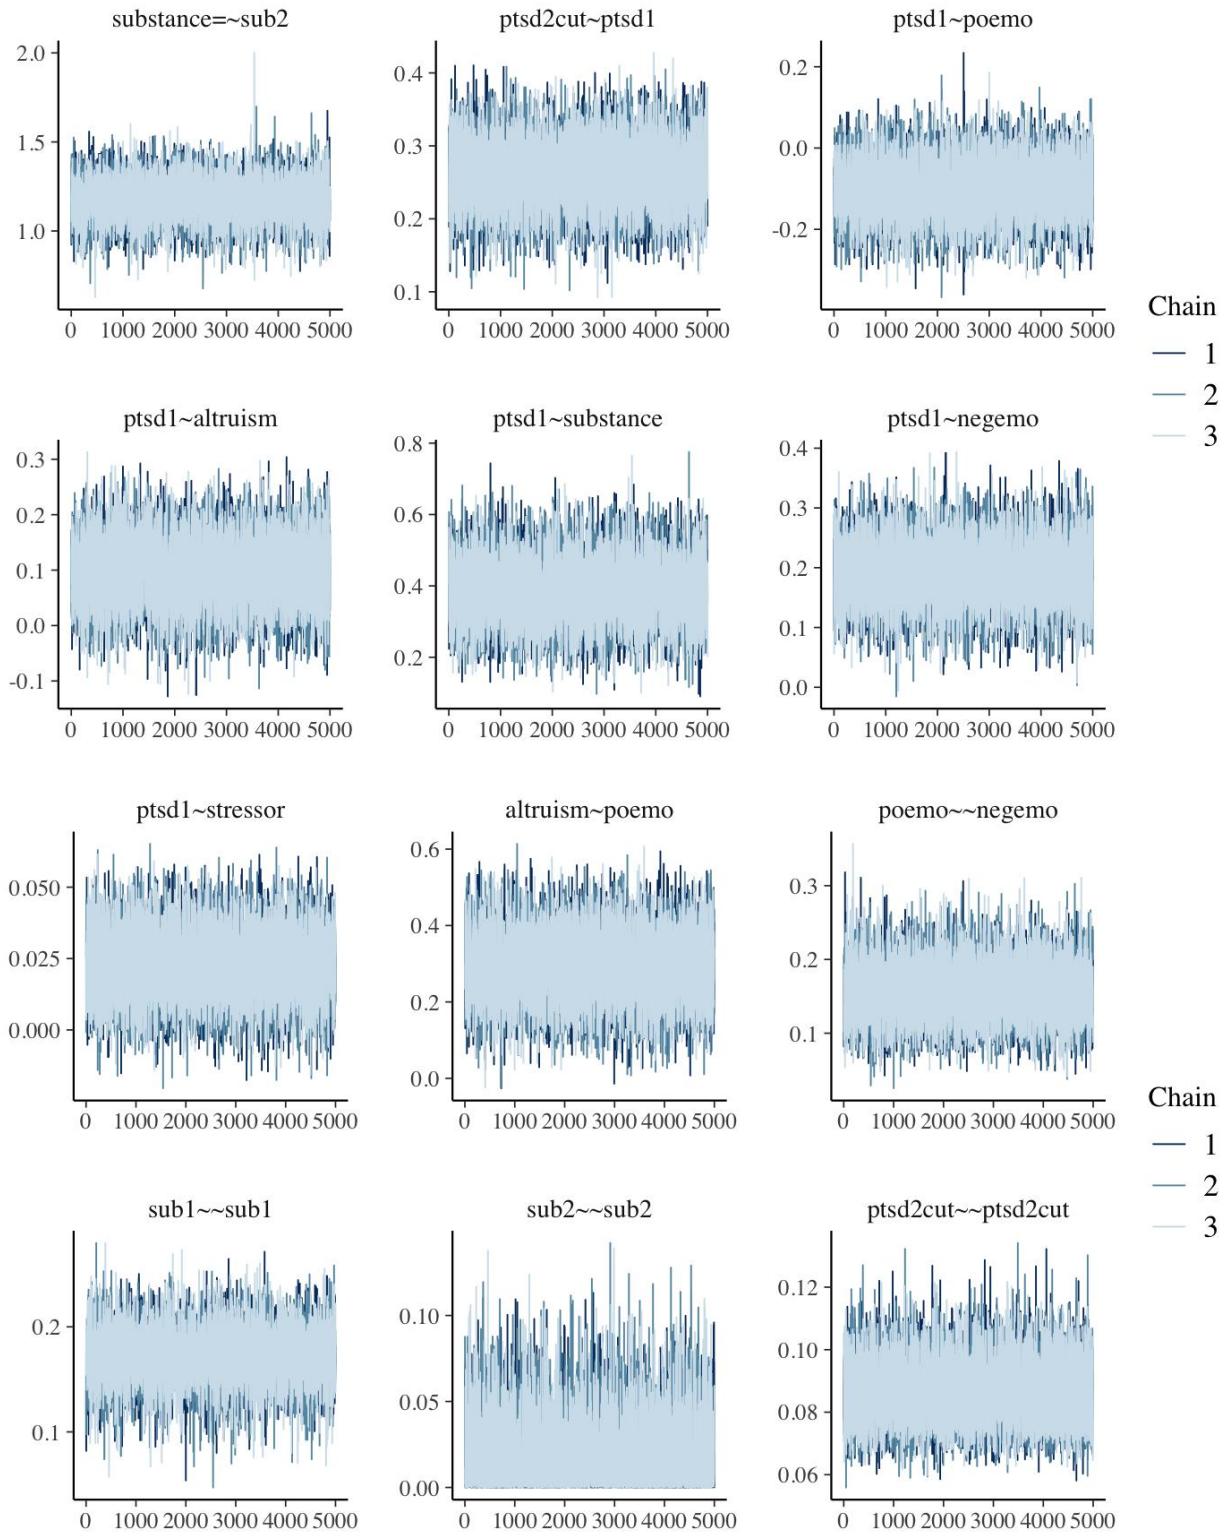 substance=~sub2 ptsd2cut~ptsd1 ptsd1~poemo
2.0
1.5
1.0
0 1000 2000 3000 4000 5000
0.4
0.3
0.2
0.1
0 1000 2000 3000 4000 5000
0.2
0.0
-0.2
0 1000 2000 3000 4000 5000
Chain
1
2
3
ptsd1~altruism ptsd1~substance ptsd1~negemo
0.3
0.2
0.1
0.0
-0.1
0 1000 2000 3000 4000 5000
0.8
0.6
0.4
0.2
0 1000 2000 3000 4000 5000
0.4
0.3
0.2
0.1
0.0
0 1000 2000 3000 4000 5000
ptsd1~stressor altruism~poemo poemo~~negemo
0.050
0.025
0.000
0 1000 2000 3000 4000 5000
0.6
0.4
0.2
0.0
0 1000 2000 3000 4000 5000
0.3
0.2
0.1
0 1000 2000 3000 4000 5000
Chain
1
2
3
sub1~~sub1 sub2~~sub2 ptsd2cut~~ptsd2cut
0.2
0.1
0 1000 2000 3000 4000 5000
0.10
0.05
0.00
0 1000 2000 3000 4000 5000
0.12
0.10
0.08
0.06
0 1000 2000 3000 4000 5000